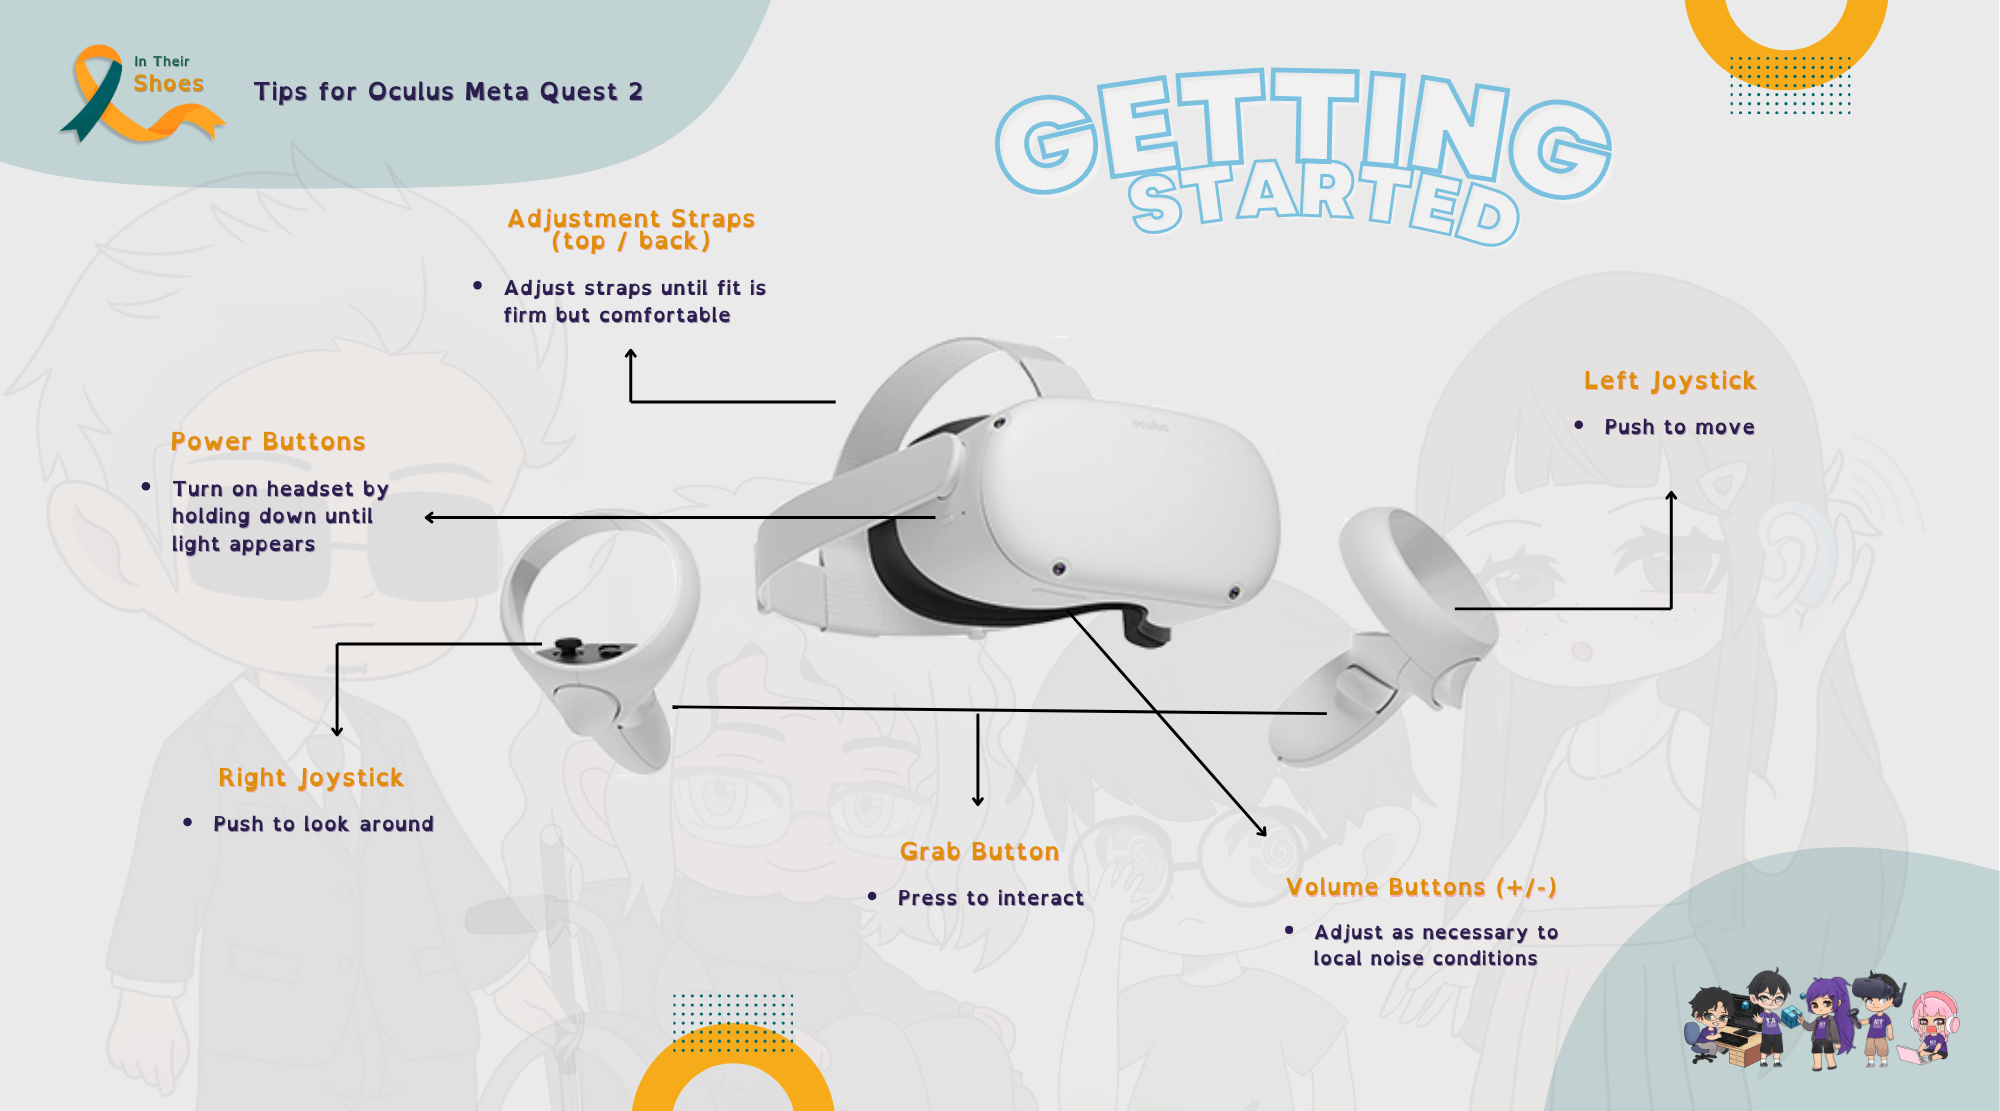 In Their
Shoes
Tips for Oculus Meta Quest 2
GETTING
STARTED
Adjustment Straps
(top / back)
• Adjust straps until fit is
firm but comfortable
Power Buttons
• Turn on headset by
holding down until
light appears
Left Joystick
• Push to move
oculus
Right Joystick
• Push to look around
Grab Button
• Press to interact
Volume Buttons (+/-)
• Adjust as necessary to
local noise conditions